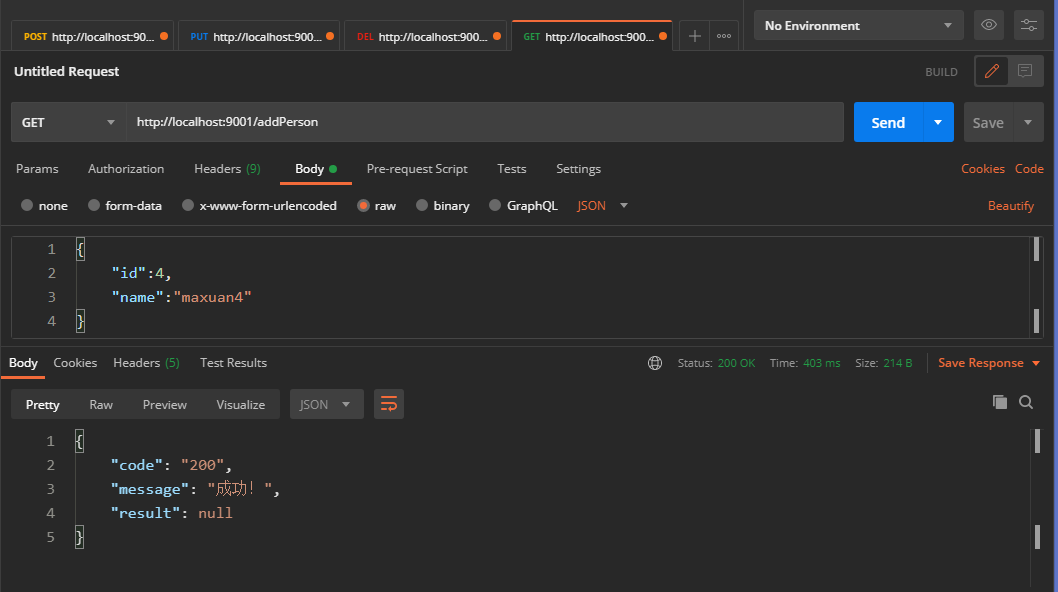 POST http://localhost:90... PUT http://localhost:900... DEL http://localhost:900... GET http://localhost:900... No Environment
Untitled Request BUILD
GET http://localhost:9001/addPerson Send Save
Params Authorization Headers (9) Body Pre-request Script Tests Settings Cookies Code
none form-data x-www-form-urlencoded raw binary GraphQL JSON Beautify
1 {
2 "id":4,
3 "name":"maxuan4"
4 }
Body Cookies Headers (5) Test Results Status: 200 OK Time: 403 ms Size: 214 B Save Response
Pretty Raw Preview Visualize JSON
1 {
2 "code": "200",
3 "message": "成功！",
4 "result": null
5 }